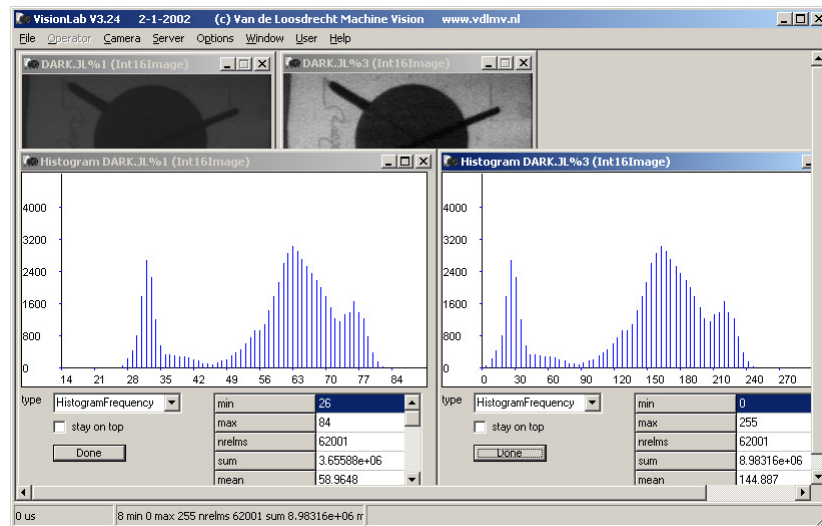 VisionLab V3.24 2-1-2002 (c) Van de Loosdrecht Machine Vision www.vdlmv.nl
File Operator Camera Server Options Window User Help
DARK.JL%1 (Int16Image)
DARK.JL%3 (Int16Image)
Histogram DARK.JL%1 (Int16Image)
4000
3200
2400
1600
800
0
14 21 28 35 42 49 56 63 70 77 84
type HistogramFrequency
stay on top
Done
min 26
max 84
nrelms 62001
sum 3.65588e+06
mean 58.9648
Histogram DARK.JL%3 (Int16Image)
4000
3200
2400
1600
800
0
0 30 60 90 120 150 180 210 240 270
type HistogramFrequency
stay on top
Done
min 0
max 255
nrelms 62001
sum 8.98316e+06
mean 144.887
0 us 8 min 0 max 255 nrelms 62001 sum 8.98316e+06 m